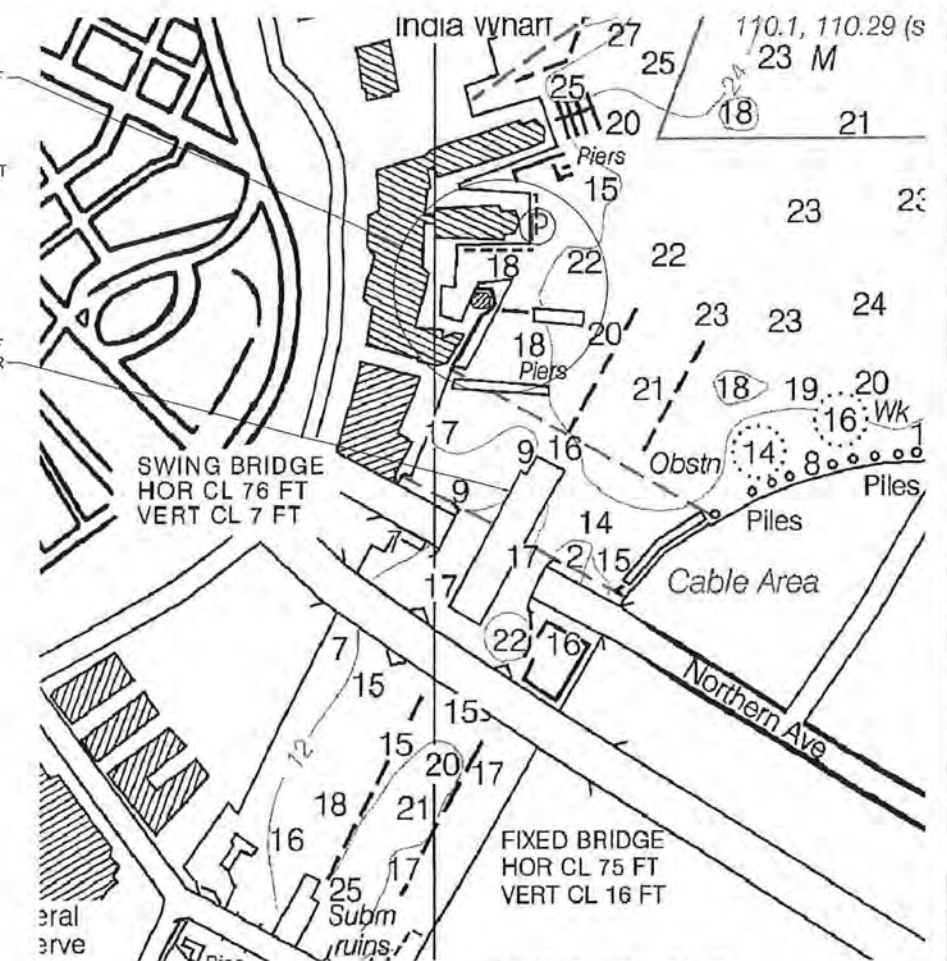 India Wharf
110.1, 110.29 (s
27
25
23 M
24
25
18
20
21
Piers
15
23
18
22
22
24
23
23
20
18
Piers
21
18
19
20
16
Wk
17
9
16
Obstn
14
8
1
Piles
Piles
SWING BRIDGE
HOR CL 76 FT
VERT CL 7 FT
9
14
7
17
2
15
Cable Area
17
22
16
7
15
Northern Ave
15
12
15
20
17
18
21
16
FIXED BRIDGE
HOR CL 75 FT
VERT CL 16 FT
17
25
Subm
ruins
eral
erve